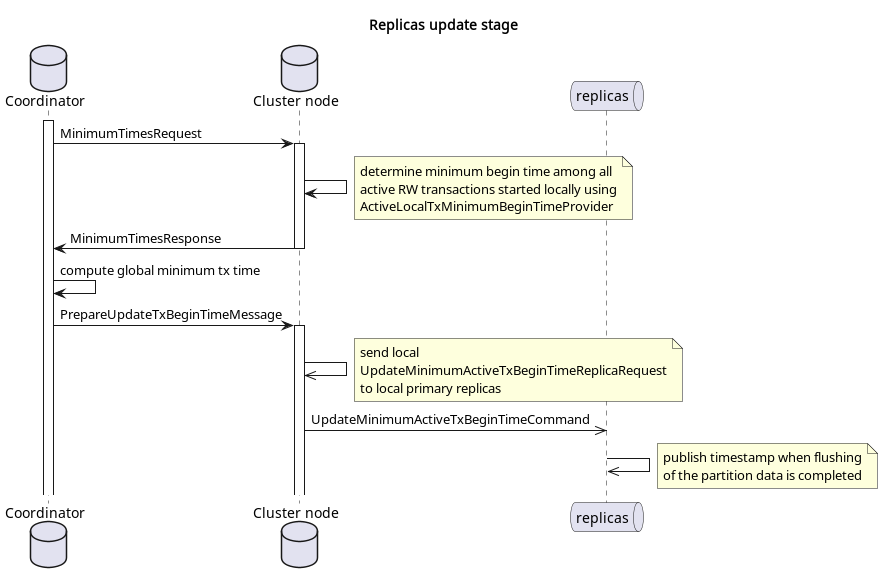 Replicas update stage
Coordinator
Cluster node
replicas
MinimumTimesRequest
determine minimum begin time among all
active RW transactions started locally using
ActiveLocalTxMinimumBeginTimeProvider
MinimumTimesResponse
compute global minimum tx time
PrepareUpdateTxBeginTimeMessage
send local
UpdateMinimumActiveTxBeginTimeReplicaRequest
to local primary replicas
UpdateMinimumActiveTxBeginTimeCommand
publish timestamp when flushing
of the partition data is completed
Coordinator
Cluster node
replicas